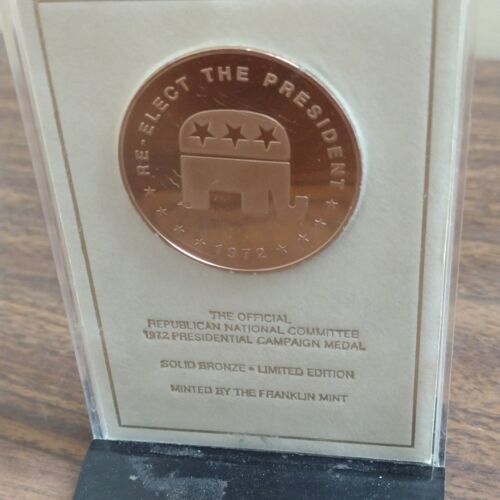 RE-ELECT THE PRESIDENT
1972
THE OFFICIAL
REPUBLICAN NATIONAL COMMITTEE
1972 PRESIDENTIAL CAMPAIGN MEDAL
SOLID BRONZE • LIMITED EDITION
MINTED BY THE FRANKLIN MINT